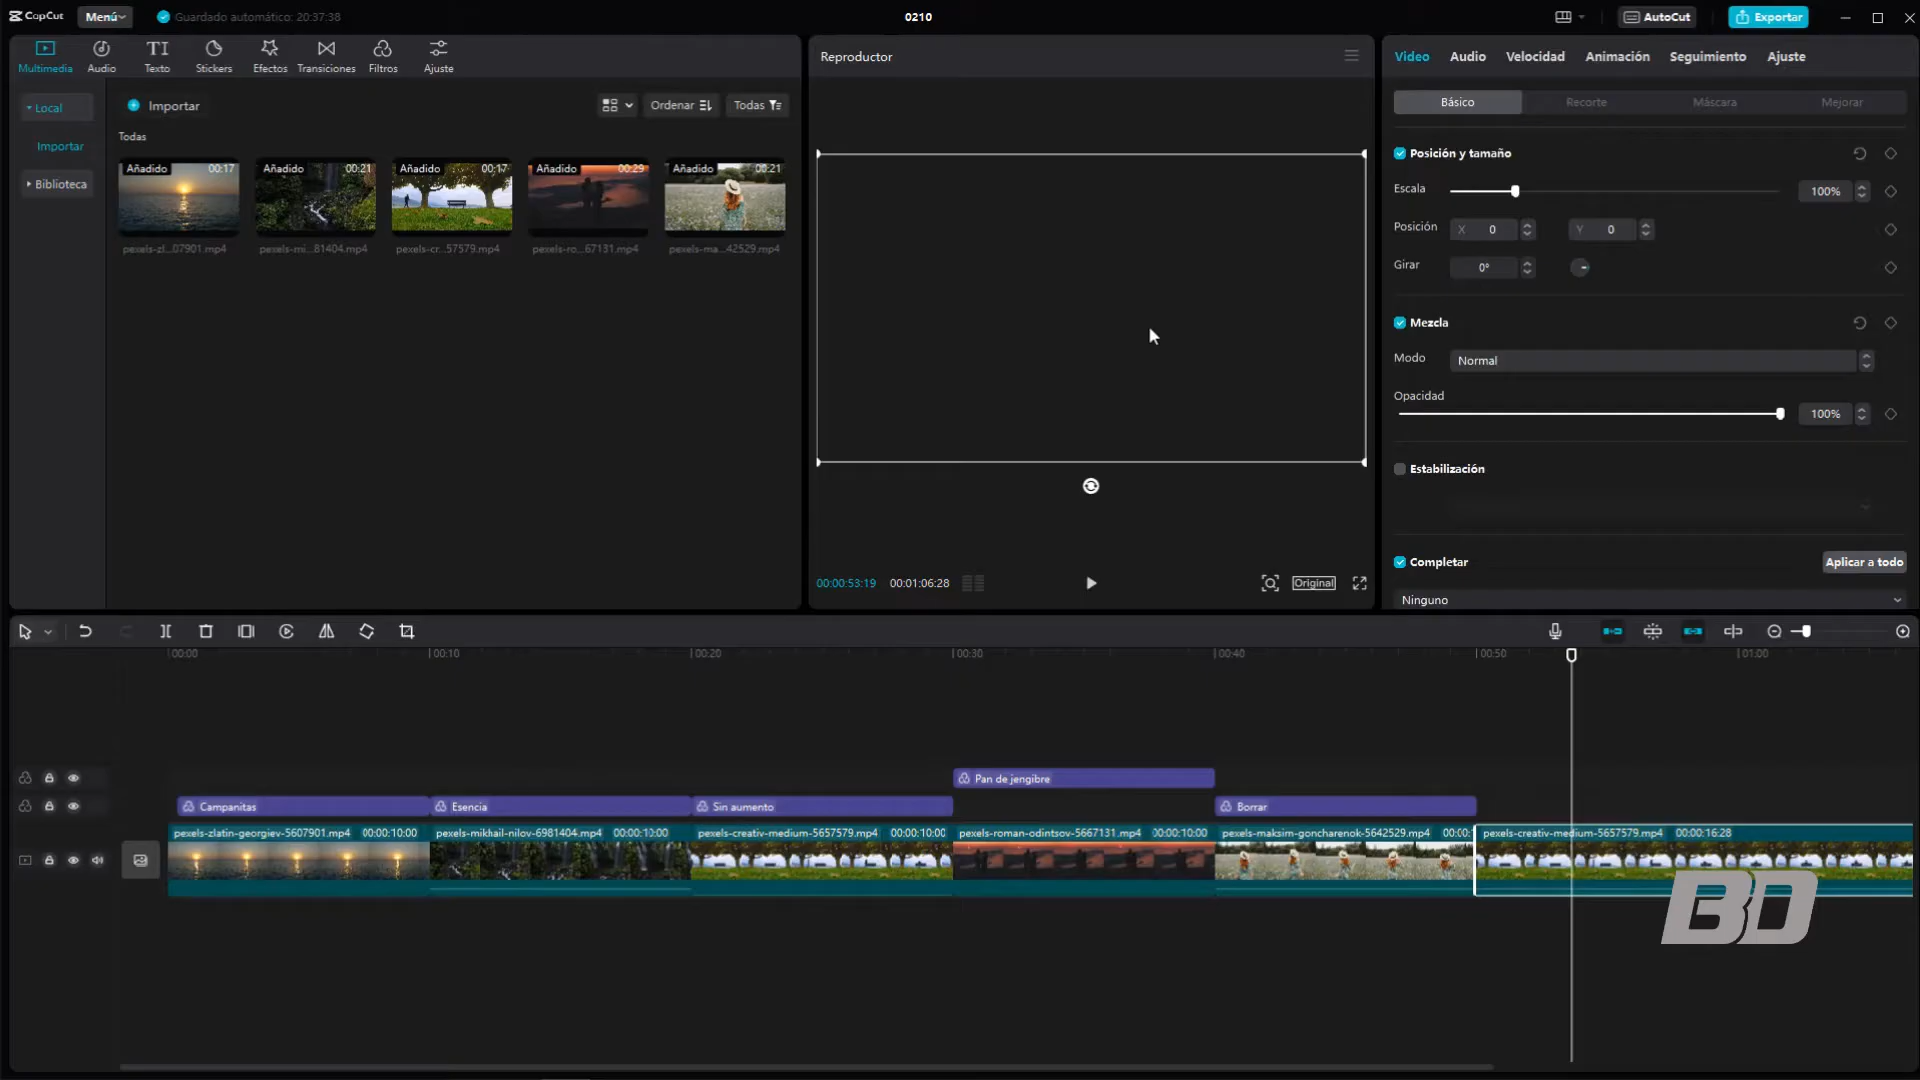 CapCut Menú Guardado automático: 20:37:38 0210 AutoCut Exportar
Multimedia Audio Texto Stickers Efectos Transiciones Filtros Ajuste
Local
Importar
Biblioteca
Importar Ordenar Todas
Todas
Añadido 00:17
Añadido 00:21
Añadido 00:17
Añadido 00:29
Añadido 00:21
pexels-zl...07901.mp4
pexels-mi...81404.mp4
pexels-cr...57579.mp4
pexels-ro...67131.mp4
pexels-ma...42529.mp4
Reproductor
00:00:53:19 00:01:06:28 Original
Video Audio Velocidad Animación Seguimiento Ajuste
Básico Recorte Máscara Mejorar
Posición y tamaño
Escala 100%
Posición X 0 Y 0
Girar 0°
Mezcla
Modo Normal
Opacidad
100%
Estabilización
Completar Aplicar a todo
Ninguno
00:00 00:10 00:20 00:30 00:40 00:50 01:00
Pan de jengibre
Campanitas Esencia Sin aumento Borrar
pexels-zlatin-georgiev-5607901.mp4 00:00:10:00
pexels-mikhail-nilov-6981404.mp4 00:00:10:00
pexels-creativ-medium-5657579.mp4 00:00:10:00
pexels-roman-odintsov-5667131.mp4 00:00:10:00
pexels-maksim-goncharenok-5642529.mp4 00:00:
pexels-creativ-medium-5657579.mp4 00:00:16:28
BD